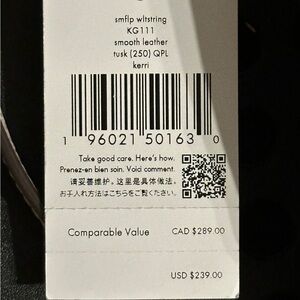 smflp wltstring
KG111
smooth leather
tusk (250) QPL
kerri
1 96021 50163 0
Take good care. Here's how.
Prenez-en bien soin. Voici comment.
请妥善维护。这里是具体做法。
お手入れ方法はこちらをご覧ください。
Comparable Value CAD $289.00
USD $239.00